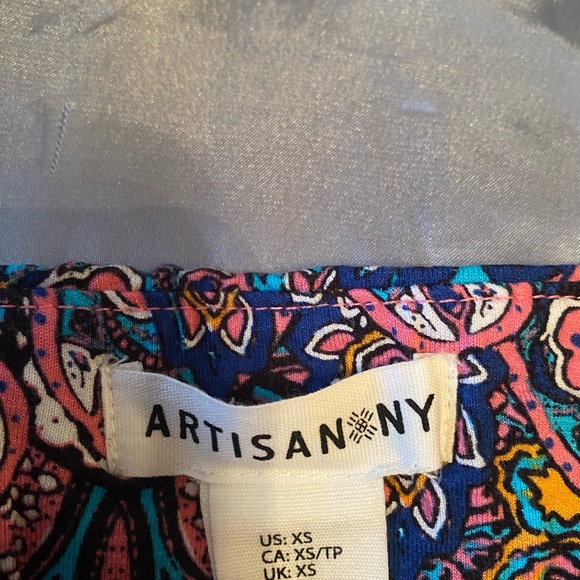 ARTISAN NY
US: XS
CA: XS/TP
UK: XS